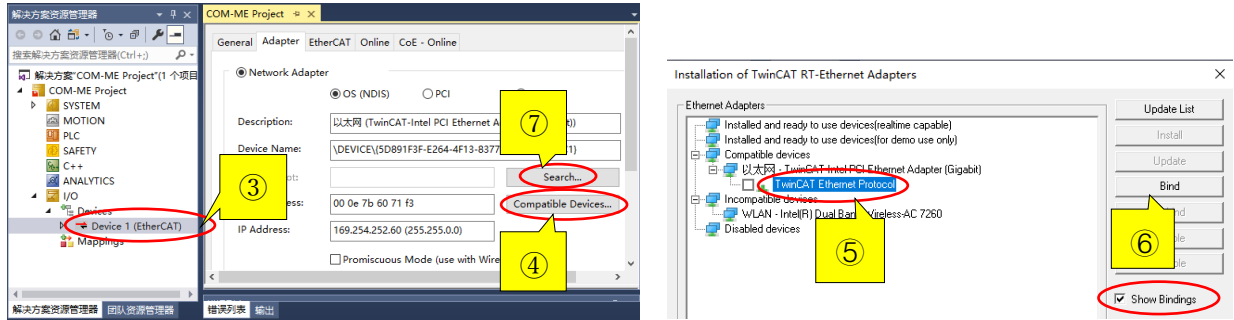 解决方案资源管理器
搜索解决方案资源管理器(Ctrl+;)
解决方案"COM-ME Project"(1 个项目
COM-ME Project
SYSTEM
MOTION
PLC
SAFETY
C++
ANALYTICS
I/O
Devices
Device 1 (EtherCAT)
Mappings
③
解决方案资源管理器 团队资源管理器
COM-ME Project
General Adapter EtherCAT Online CoE - Online
Network Adapter
OS (NDIS) PCI
Description: 以太网 (TwinCAT-Intel PCI Ethernet A
Device Name: \DEVICE\{5D891F3F-E264-4F13-8377
Search...
00 0e 7b 60 71 f3 Compatible Devices...
IP Address: 169.254.252.60 (255.255.0.0)
Promiscuous Mode (use with Wire
⑦
④
错误列表 输出
Installation of TwinCAT RT-Ethernet Adapters
Ethernet Adapters
Installed and ready to use devices(realtime capable)
Installed and ready to use devices(for demo use only)
Compatible devices
以太网 - TwinCAT-Intel PCI Ethernet Adapter (Gigabit)
TwinCAT Ethernet Protocol
Incompatible devices
WLAN - Intel(R) Dual Band Wireless-AC 7260
Disabled devices
⑤
Update List
Install
Update
Bind
⑥
Show Bindings